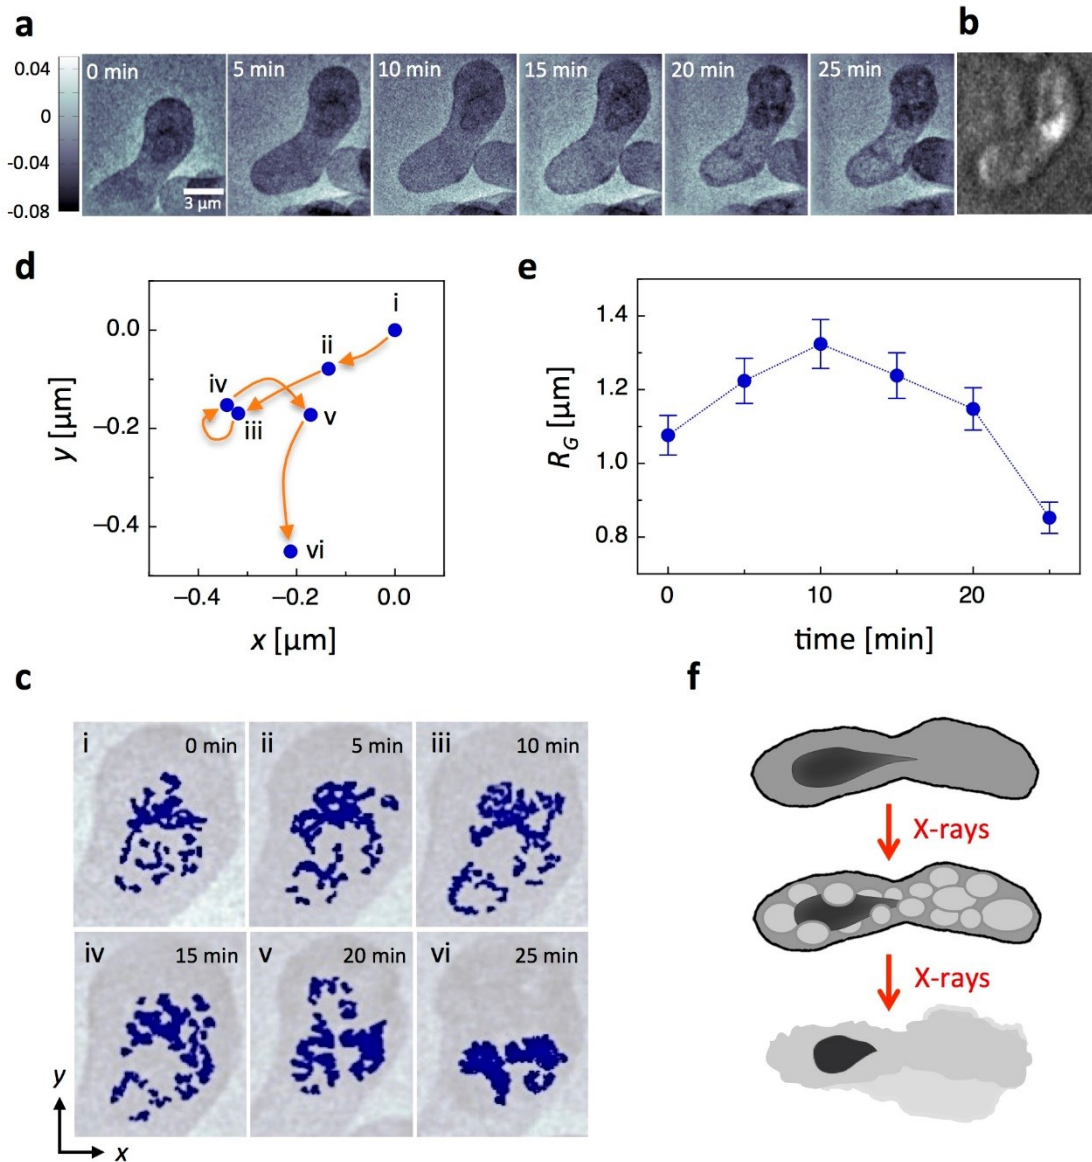 a
b
0.04
0
-0.04
-0.08
0 min
5 min
10 min
15 min
20 min
25 min
3 µm
d
0.0
−0.2
−0.4
y [µm]
−0.4
−0.2
0.0
x [µm]
i
ii
iii
iv
v
vi
e
1.4
1.2
1.0
0.8
R_G [µm]
0
10
20
time [min]
c
i
0 min
ii
5 min
iii
10 min
iv
15 min
v
20 min
vi
25 min
y
x
f
X-rays
X-rays